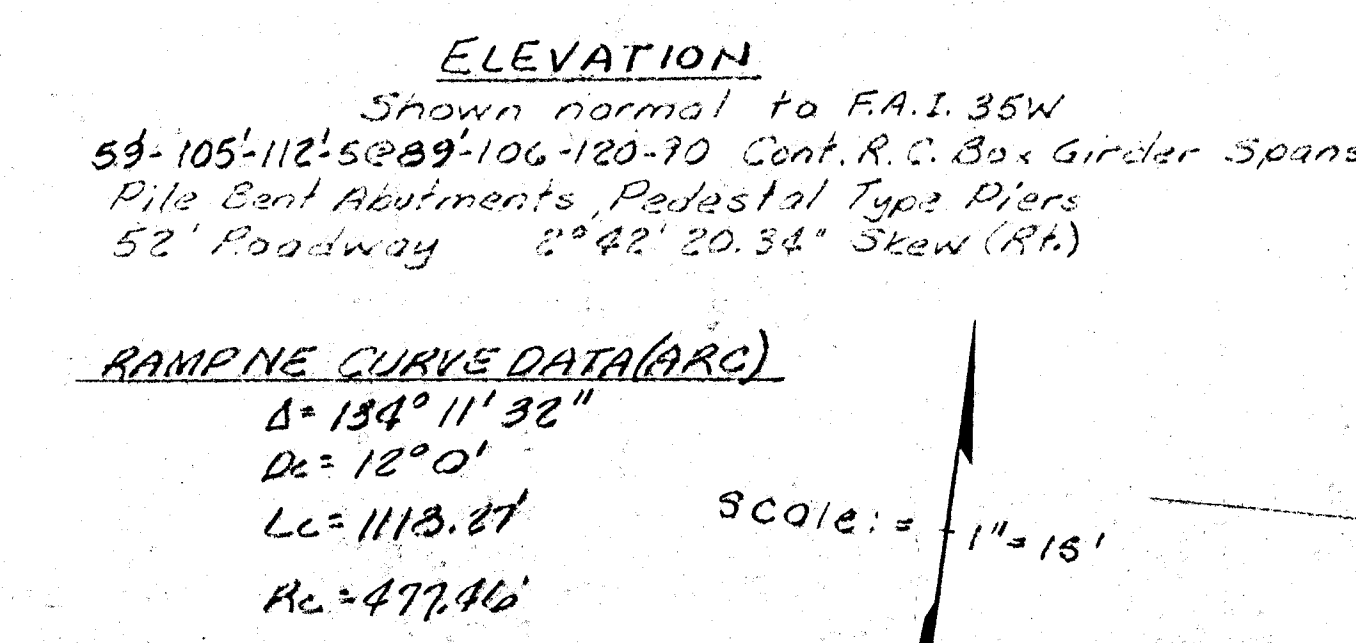 ELEVATION
Shown normal to F.A.I. 35W
59'-105'-112'-5@89'-106-120-90 Cont. R.C. Box Girder Spans
Pile Bent Abutments, Pedestal Type Piers
52' Roadway 2°42'20.34" Skew (Rt.)
RAMP NE CURVE DATA (ARC)
Δ= 134° 11' 32"
Dc= 12° 0'
Lc= 1118.27'
Rc= 477.46'
Scale: = 1"= 15'